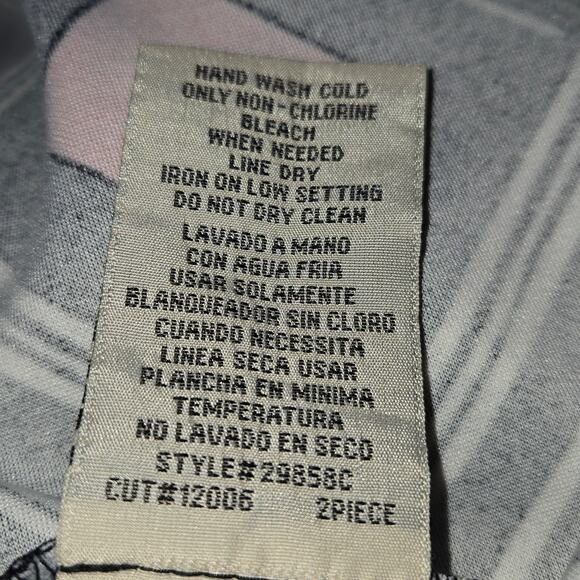 HAND WASH COLD
ONLY NON-CHLORINE
BLEACH
WHEN NEEDED
LINE DRY
IRON ON LOW SETTING
DO NOT DRY CLEAN
LAVADO A MANO
CON AGUA FRIA
USAR SOLAMENTE
BLANQUEADOR SIN CLORO
CUANDO NECESSITA
LINEA SECA USAR
PLANCHA EN MINIMA
TEMPERATURA
NO LAVADO EN SECO
STYLE#29858C
CUT#12006 2PIECE